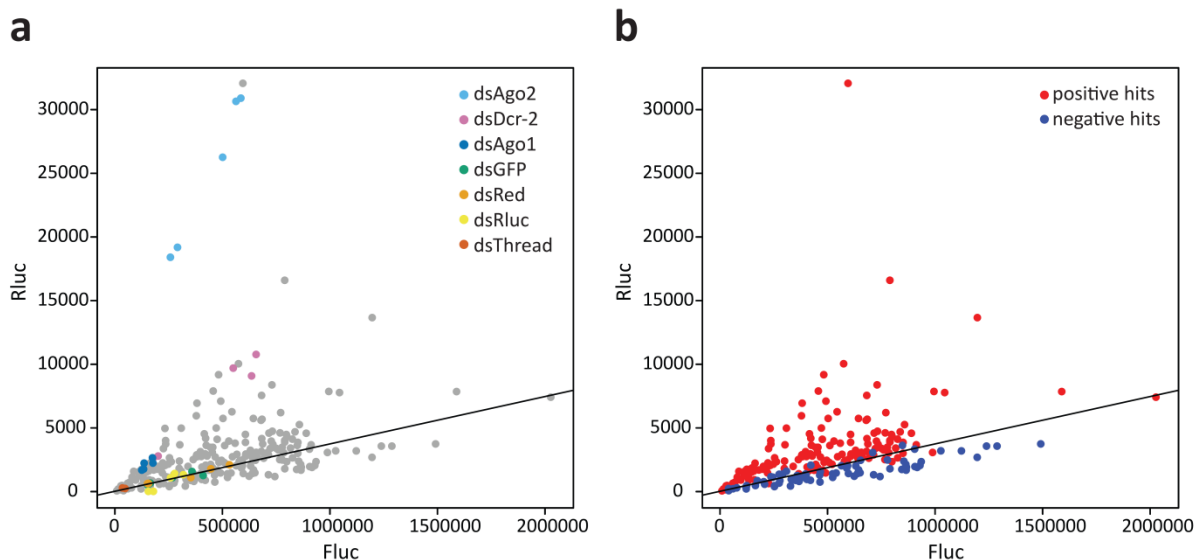 a
30000
25000
20000
15000
10000
5000
0
Rluc
0
500000
1000000
1500000
2000000
Fluc
dsAgo2
dsDcr-2
dsAgo1
dsGFP
dsRed
dsRluc
dsThread
b
30000
25000
20000
15000
10000
5000
0
Rluc
0
500000
1000000
1500000
2000000
Fluc
positive hits
negative hits